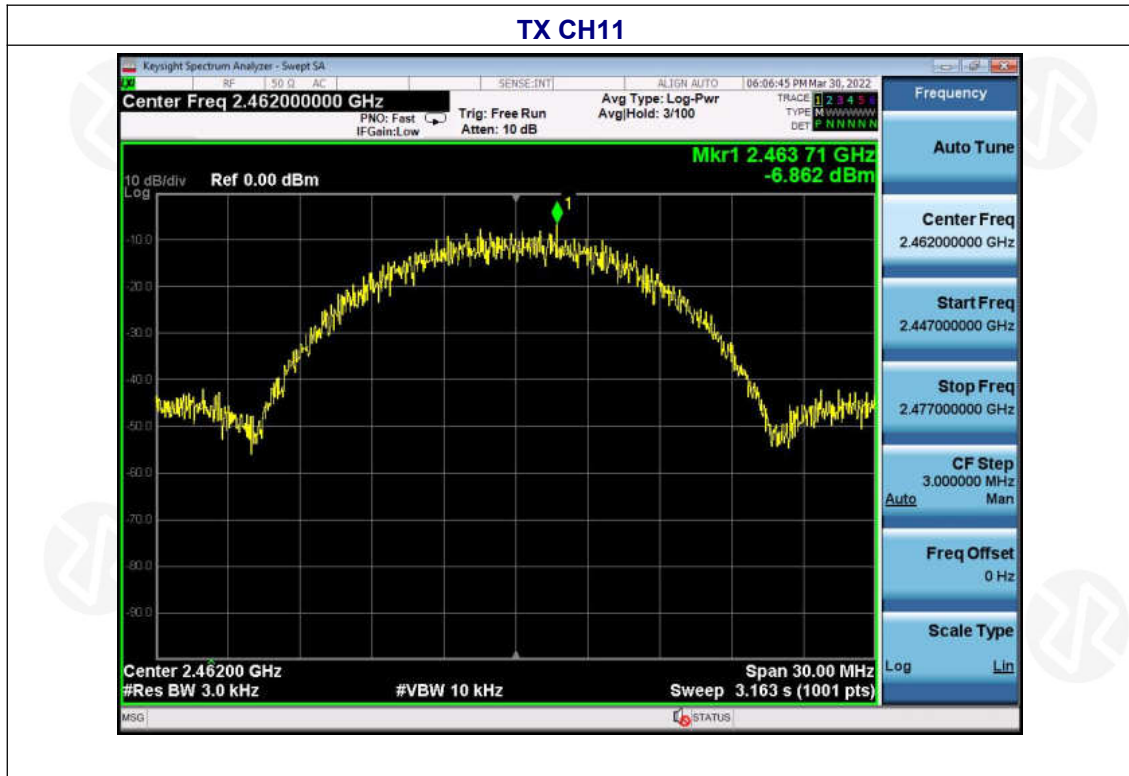 TX CH11
Keysight Spectrum Analyzer - Swept SA
RF 50 Ω AC SENSE:INT ALIGN AUTO 06:06:45 PM Mar 30, 2022
Center Freq 2.462000000 GHz
PNO: Fast
IFGain:Low
Trig: Free Run
Atten: 10 dB
Avg Type: Log-Pwr
Avg|Hold: 3/100
TRACE 1 2 3 4 5 6
TYPE M WWWWW
DET P N N N N N
Mkr1 2.463 71 GHz
-6.862 dBm
10 dB/div Ref 0.00 dBm
Log
1
-10.0
-20.0
-30.0
-40.0
-50.0
-60.0
-70.0
-80.0
-90.0
Center 2.46200 GHz Span 30.00 MHz
#Res BW 3.0 kHz #VBW 10 kHz Sweep 3.163 s (1001 pts)
MSG STATUS
Frequency
Auto Tune
Center Freq
2.462000000 GHz
Start Freq
2.447000000 GHz
Stop Freq
2.477000000 GHz
CF Step
3.000000 MHz
Auto Man
Freq Offset
0 Hz
Scale Type
Log Lin